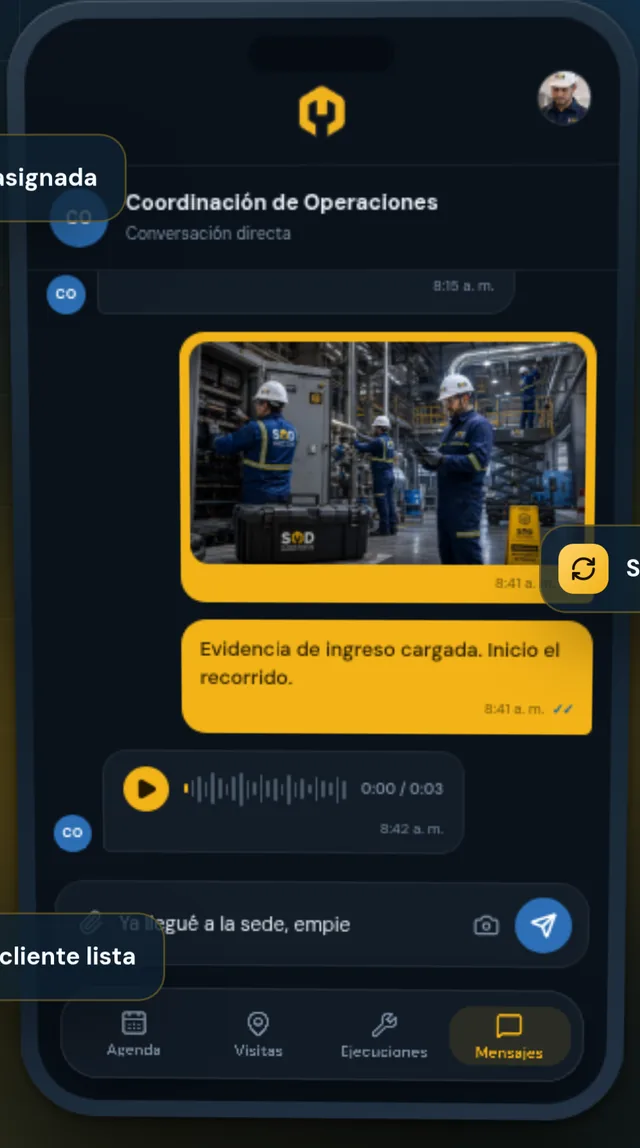 asignada
CO
Coordinación de Operaciones
Conversación directa
CO
8:15 a. m.
SMD
SMD
8:41 a.
Evidencia de ingreso cargada. Inicio el
recorrido.
8:41 a. m.
0:00 / 0:03
8:42 a. m.
CO
Ya llegué a la sede, empie
cliente lista
S
Agenda
Visitas
Ejecuciones
Mensajes